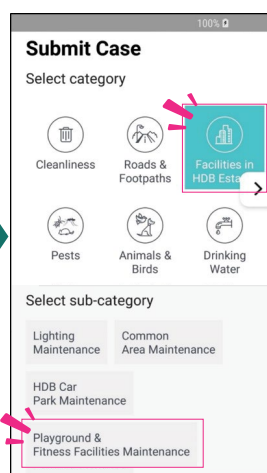 100%
Submit Case
Select category
Cleanliness
Roads &
Footpaths
Facilities in
HDB Esta
Pests
Animals &
Birds
Drinking
Water
Select sub-category
Lighting
Maintenance
Common
Area Maintenance
HDB Car
Park Maintenance
Playground &
Fitness Facilities Maintenance